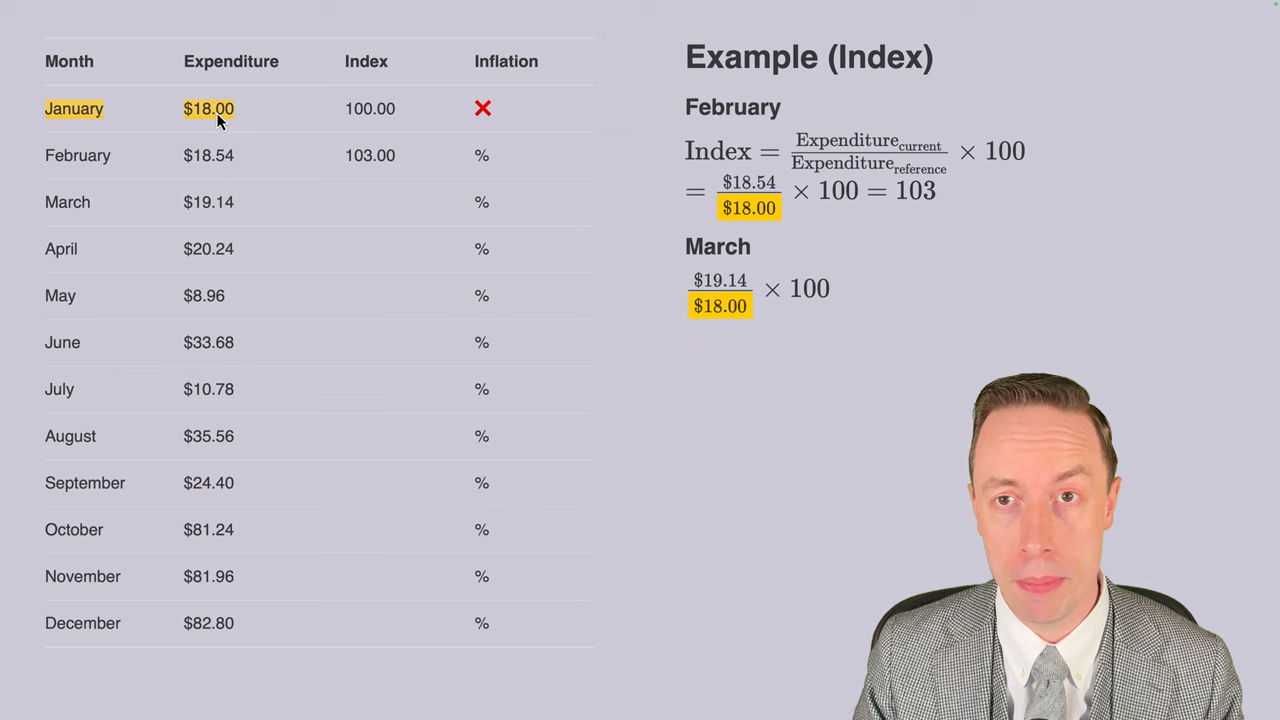 Month Expenditure Index Inflation
January $18.00 100.00 ❌
February $18.54 103.00 %
March $19.14 %
April $20.24 %
May $8.96 %
June $33.68 %
July $10.78 %
August $35.56 %
September $24.40 %
October $81.24 %
November $81.96 %
December $82.80 %
Example (Index)
February
Index = Expenditure_current / Expenditure_reference × 100
= $18.54 / $18.00 × 100 = 103
March
$19.14 / $18.00 × 100